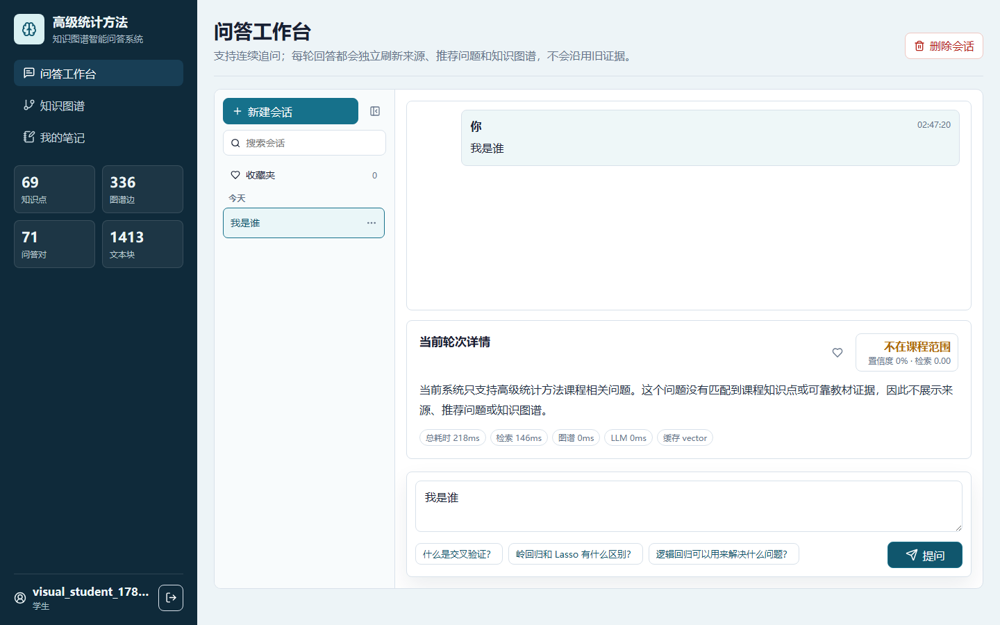 高级统计方法
知识图谱智能问答系统
问答工作台
知识图谱
我的笔记
69
知识点
336
图谱边
71
问答对
1413
文本块
visual_student_178...
学生
问答工作台
支持连续追问；每轮回答都会独立刷新来源、推荐问题和知识图谱，不会沿用旧证据。
删除会话
新建会话
搜索会话
收藏夹 0
今天
我是谁
你 02:47:20
我是谁
当前轮次详情
不在课程范围
置信度 0% · 检索 0.00
当前系统只支持高级统计方法课程相关问题。这个问题没有匹配到课程知识点或可靠教材证据，因此不展示来
源、推荐问题或知识图谱。
总耗时 218ms 检索 146ms 图谱 0ms LLM 0ms 缓存 vector
我是谁
什么是交叉验证？ 岭回归和 Lasso 有什么区别？ 逻辑回归可以用来解决什么问题？
提问